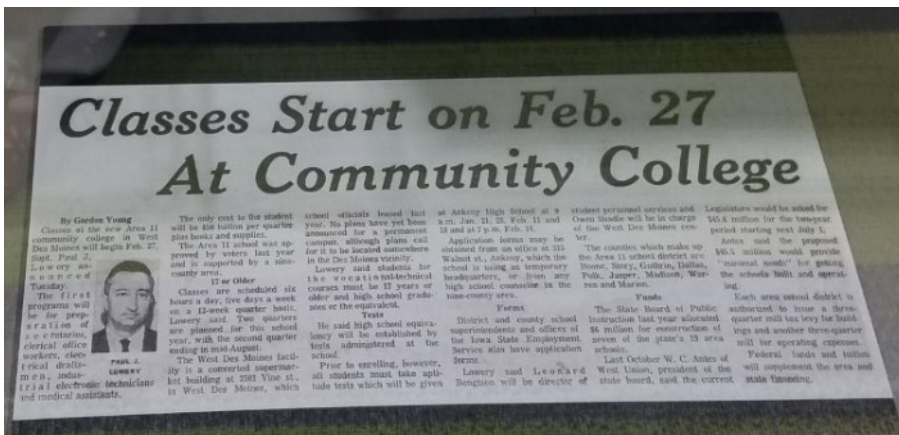 Classes Start on Feb. 27
At Community College
By Gordon Young
Classes at the new Area 11
community college in West
Des Moines will begin Feb. 27,
Supt. Paul J.
Lowery an-
nounced
Tuesday.
The first
programs will
be for prep-
aration of
secretaries,
clerical office
workers, elec-
trical drafts-
men, indus-
trial electronic technicians
and medical assistants.
PAUL J.
LOWERY
The only cost to the student
will be tuition per quarter
plus books and supplies.
The Area 11 school was ap-
proved by voters last year
and is supported by a nine-
county area.
17 or Older
Classes are scheduled six
hours a day, five days a week
on a 12-week quarter basis,
Lowery said. Two quarters
are planned for this school
year, with the second quarter
ending in mid-August.
The West Des Moines facil-
ity is a converted supermar-
ket building at Vine st.,
in West Des Moines, which
school officials leased last
year. No plans have yet been
announced for a permanent
campus, although plans call
for it to be located somewhere
in the Des Moines vicinity.
Lowery said students for
the vocational-technical
courses must be 17 years or
older and high school gradu-
ates or the equivalent.
Tests
He said high school equiva-
lency will be established by
tests administered at the
school.
Prior to enrolling, however,
all students must take apti-
tude tests which will be given
at Ankeny High School at 9
a.m. Jan. 21, Feb. 11 and
18 and at 7 p.m. Feb.
Application forms may be
obtained from an office at
Walnut st., Ankeny, which the
school is using as temporary
headquarters, or from any
high school counselor in the
nine-county area.
Forms
District and county school
superintendents and offices of
the Iowa State Employment
Service also have application
forms.
Lowery said Leonard
Bengtson will be director of
student personnel services and
Owen Shadle will be in charge
of the West Des Moines cen-
ter.
The counties which make up
the Area 11 school district are
Boone, Story, Guthrie, Dallas,
Polk, Jasper, Madison, War-
ren and Marion.
Funds
The State Board of Public
Instruction last year allocated
million for construction of
seven of the state's area
schools.
Last October W. C. of
West Union, president of the
state board, said the current
Legislature would be asked for
million for the two-year
period starting next July 1.
said the proposed
million would provide
"minimal needs" for getting
the schools built and operat-
ing.
Each area school district is
authorized to issue a three-
quarter mill tax levy for build-
ings and another three-quarter
mill for operating expenses.
Federal funds and tuition
will supplement the area and
state financing.